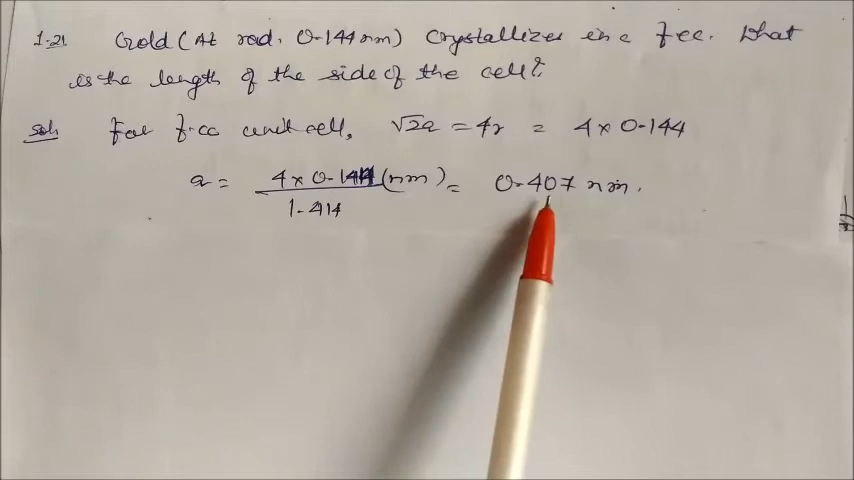 1.21 Gold (At rad. 0.144 nm) crystallizes in a fcc. What
is the length of the side of the cell?
Soln For f.cc unit cell, √2a = 4r = 4 × 0.144
a = 4 × 0.144 (nm) / 1.414 = 0.407 nm.